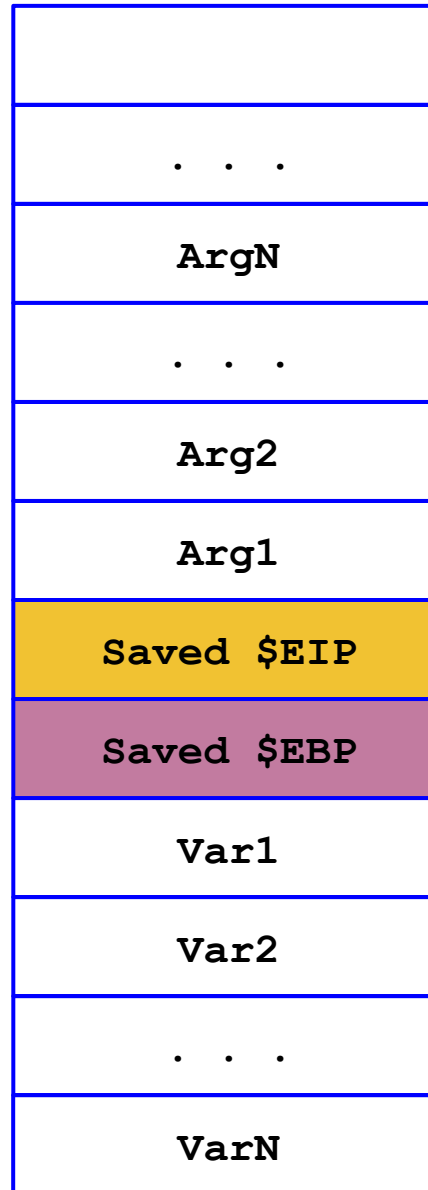 . . .
ArgN
. . .
Arg2
Arg1
Saved $EIP
Saved $EBP
Var1
Var2
. . .
VarN